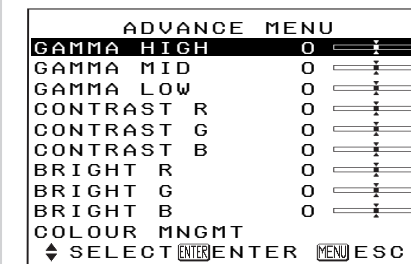 ADVANCE MENU
GAMMA HIGH 0
GAMMA MID 0
GAMMA LOW 0
CONTRAST R 0
CONTRAST G 0
CONTRAST B 0
BRIGHT R 0
BRIGHT G 0
BRIGHT B 0
COLOUR MNGMT
SELECT ENTER ENTER MENU ESC